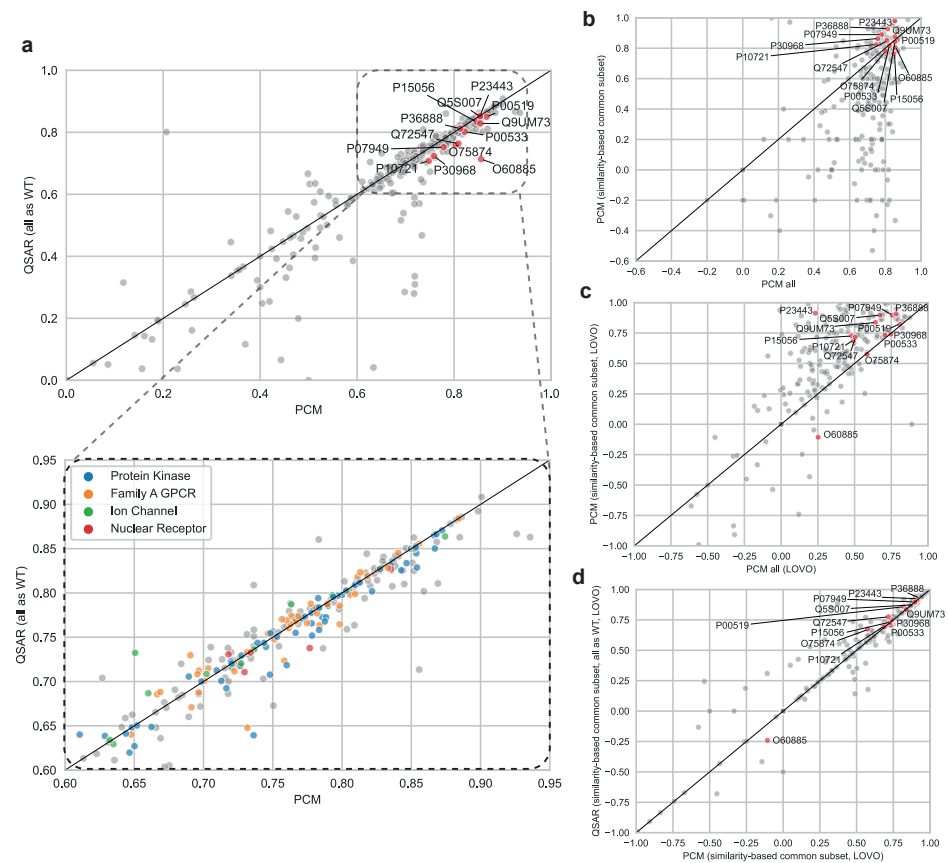 a
QSAR (all as WT)
1.0
0.8
0.6
0.4
0.2
0.0
0.0 0.2 0.4 0.6 0.8 1.0
PCM
P15056
P23443
Q5S007
P00519
P36888
Q9UM73
Q72547
P00533
P07949
O75874
P10721
P30968
O60885
QSAR (all as WT)
0.95
0.90
0.85
0.80
0.75
0.70
0.65
0.60
0.60 0.65 0.70 0.75 0.80 0.85 0.90 0.95
PCM
Protein Kinase
Family A GPCR
Ion Channel
Nuclear Receptor
b
PCM (similarity-based common subset)
1.0
0.8
0.6
0.4
0.2
0.0
−0.2
−0.4
−0.6
−0.6 −0.4 −0.2 0.0 0.2 0.4 0.6 0.8 1.0
PCM all
P23443
P36888
Q9UM73
P07949
P00519
P30968
P10721
Q72547
O60885
O75874
P00533
P15056
Q5S007
c
PCM (similarity-based common subset, LOVO)
1.00
0.75
0.50
0.25
0.00
−0.25
−0.50
−0.75
−1.00
−1.00 −0.75 −0.50 −0.25 0.00 0.25 0.50 0.75 1.00
PCM all (LOVO)
P23443
P07949
P36888
Q5S007
Q9UM73
P00519
P15056
P30968
P10721
P00533
Q72547
O75874
O60885
d
QSAR (similarity-based common subset, all as WT, LOVO)
1.00
0.75
0.50
0.25
0.00
−0.25
−0.50
−0.75
−1.00
−1.00 −0.75 −0.50 −0.25 0.00 0.25 0.50 0.75 1.00
PCM (similarity-based common subset, LOVO)
P36888
P23443
P07949
Q5S007
Q9UM73
P00519
Q72547
P30968
P15056
P00533
O75874
P10721
O60885